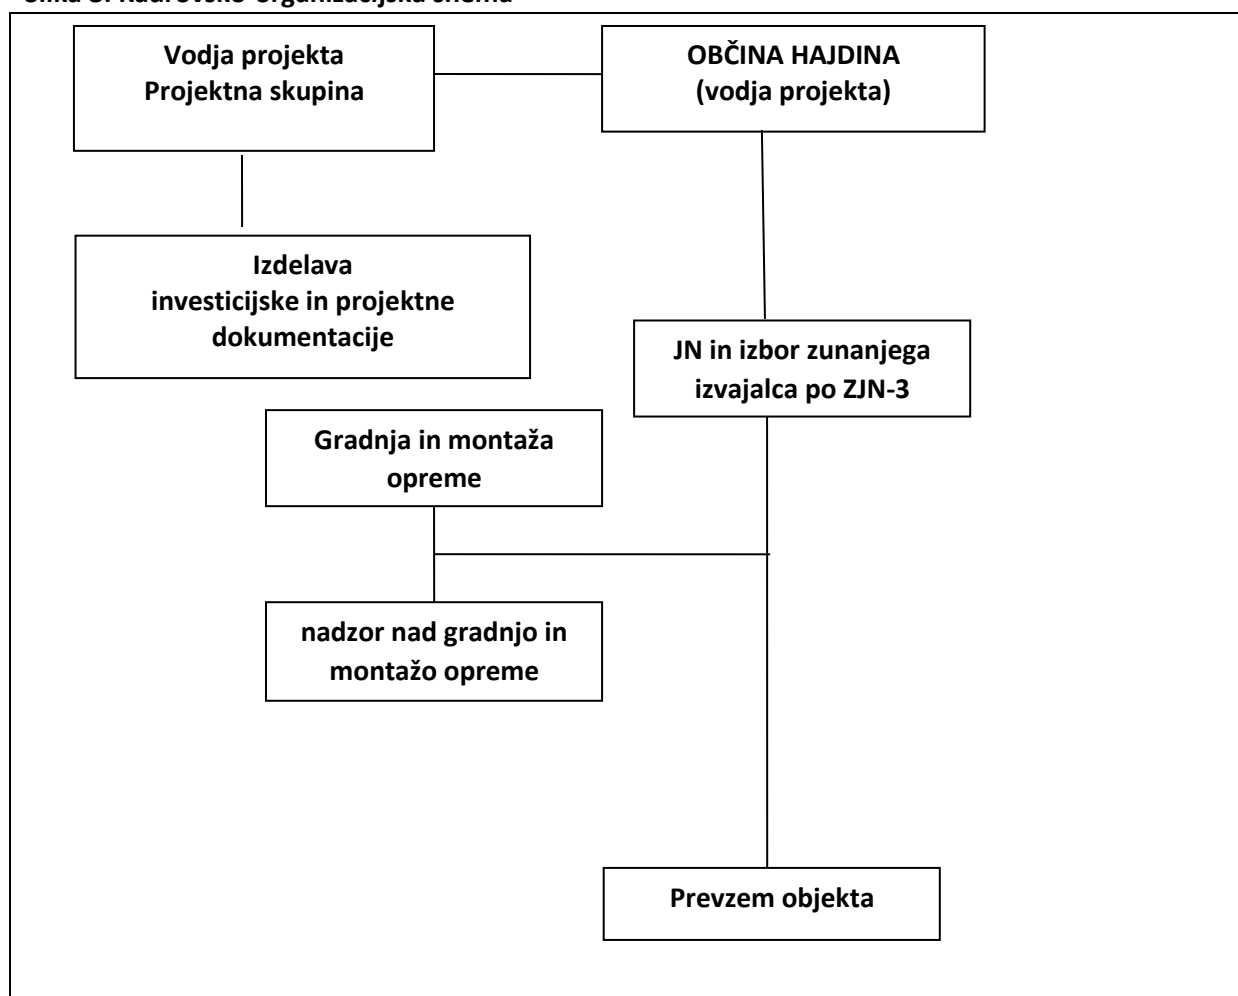 Vodja projekta
Projektna skupina
OBČINA HAJDINA
(vodja projekta)
Izdelava
investicijske in projektne
dokumentacije
JN in izbor zunanjega
izvajalca po ZJN-3
Gradnja in montaža
opreme
nadzor nad gradnjo in
montažo opreme
Prevzem objekta